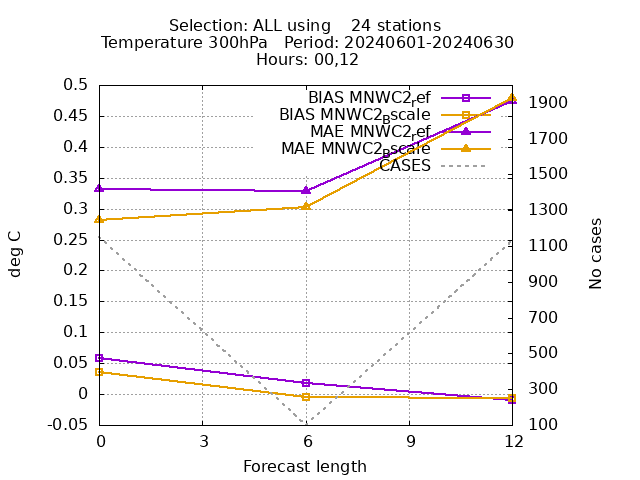 Selection: ALL using    24 stations
Temperature 300hPa   Period: 20240601-20240630
Hours: 00,12
0.5
0.45
0.4
0.35
0.3
0.25
0.2
0.15
0.1
0.05
0
-0.05
deg C
BIAS MNWC2ref
BIAS MNWC2Bscale
MAE MNWC2ref
MAE MNWC2Bscale
CASES
1900
1700
1500
1300
1100
900
700
500
300
100
No cases
0 3 6 9 12
Forecast length